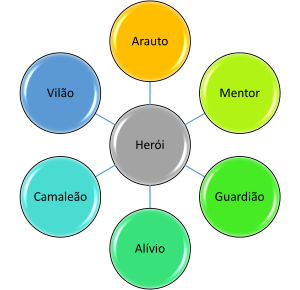 Arauto
Vilão
Mentor
Herói
Camaleão
Guardião
Alívio